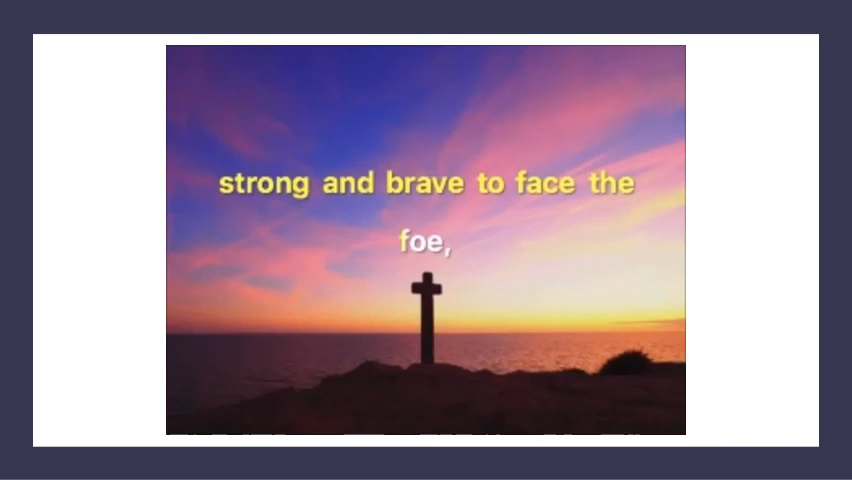 strong and brave to face the
foe,